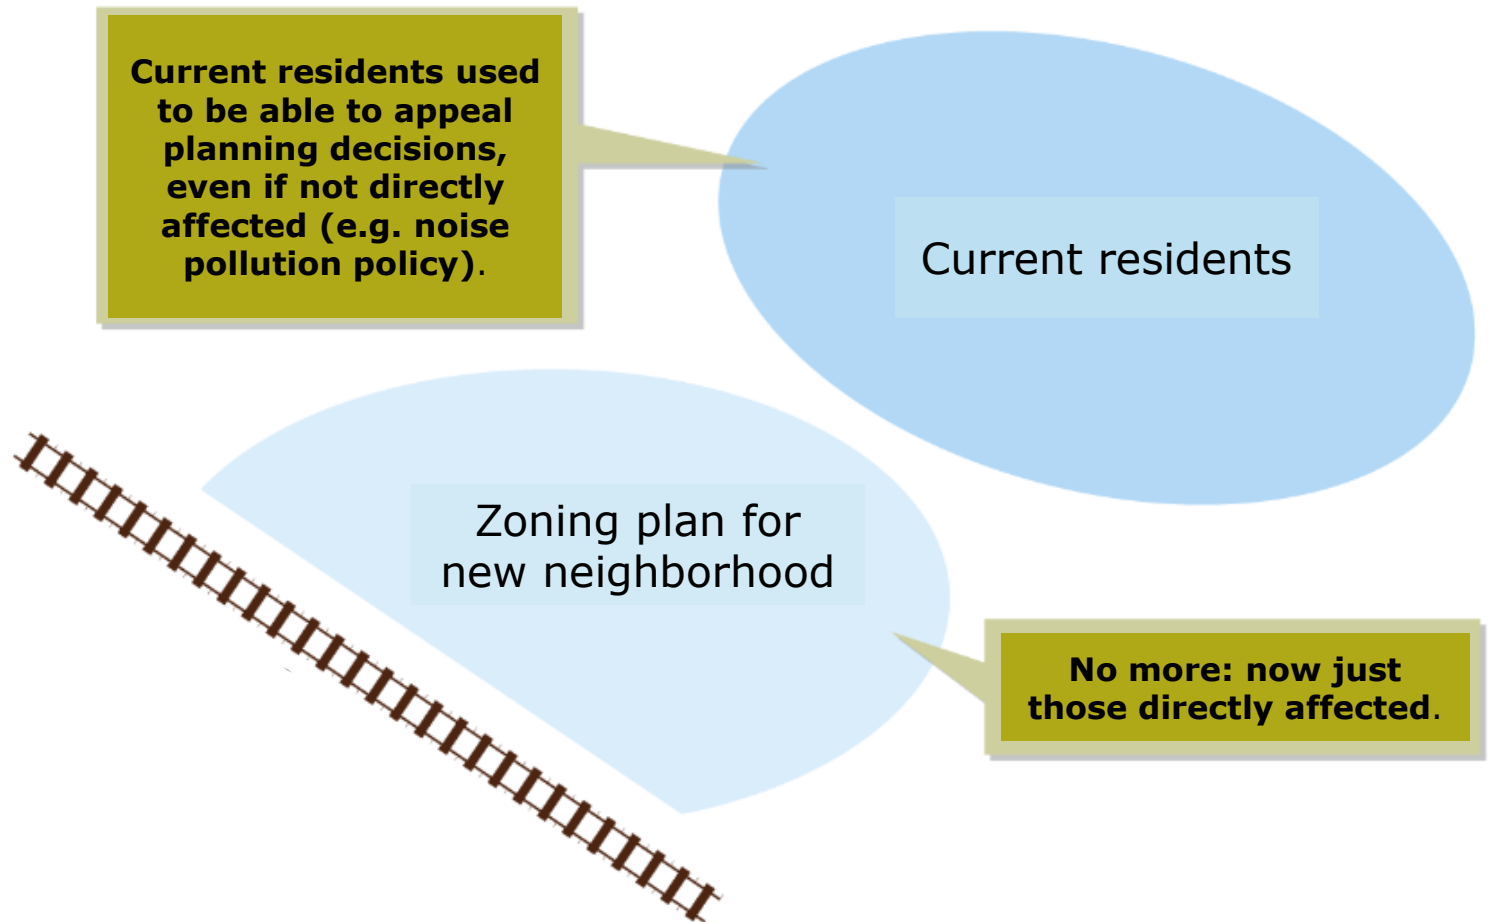 Current residents used
to be able to appeal
planning decisions,
even if not directly
affected (e.g. noise
pollution policy).
Current residents
Zoning plan for
new neighborhood
No more: now just
those directly affected.